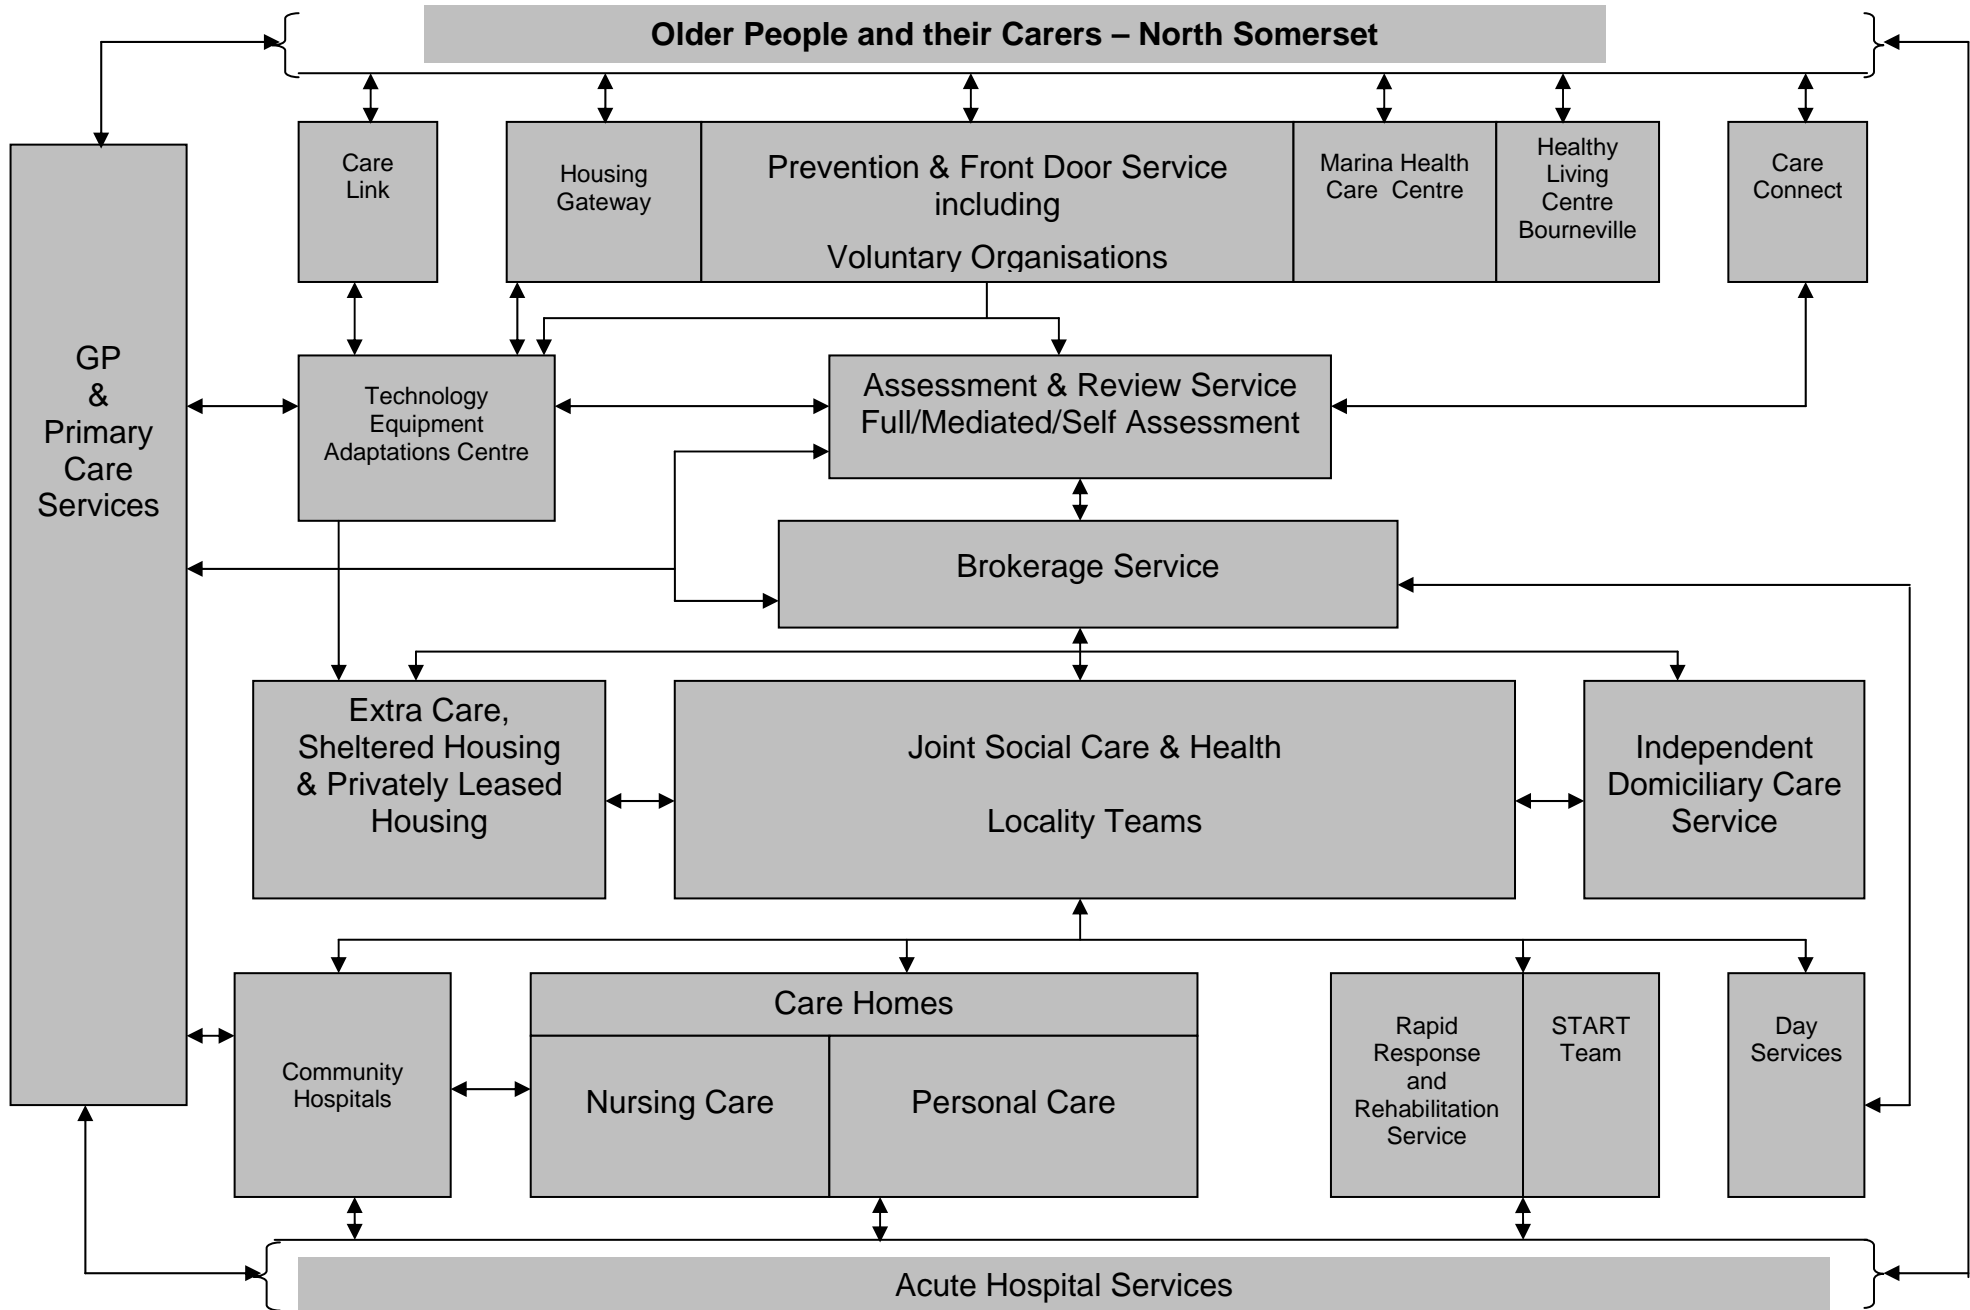 Older People and their Carers – North Somerset
Care
Link
Housing
Gateway
Prevention & Front Door Service
including
Voluntary Organisations
Marina Health
Care Centre
Healthy
Living
Centre
Bourneville
Care
Connect
GP
&
Primary
Care
Services
Technology
Equipment
Adaptations Centre
Assessment & Review Service
Full/Mediated/Self Assessment
Brokerage Service
Extra Care,
Sheltered Housing
& Privately Leased
Housing
Joint Social Care & Health
Locality Teams
Independent
Domiciliary Care
Service
Community
Hospitals
Care Homes
Nursing Care
Personal Care
Rapid
Response
and
Rehabilitation
Service
START
Team
Day
Services
Acute Hospital Services